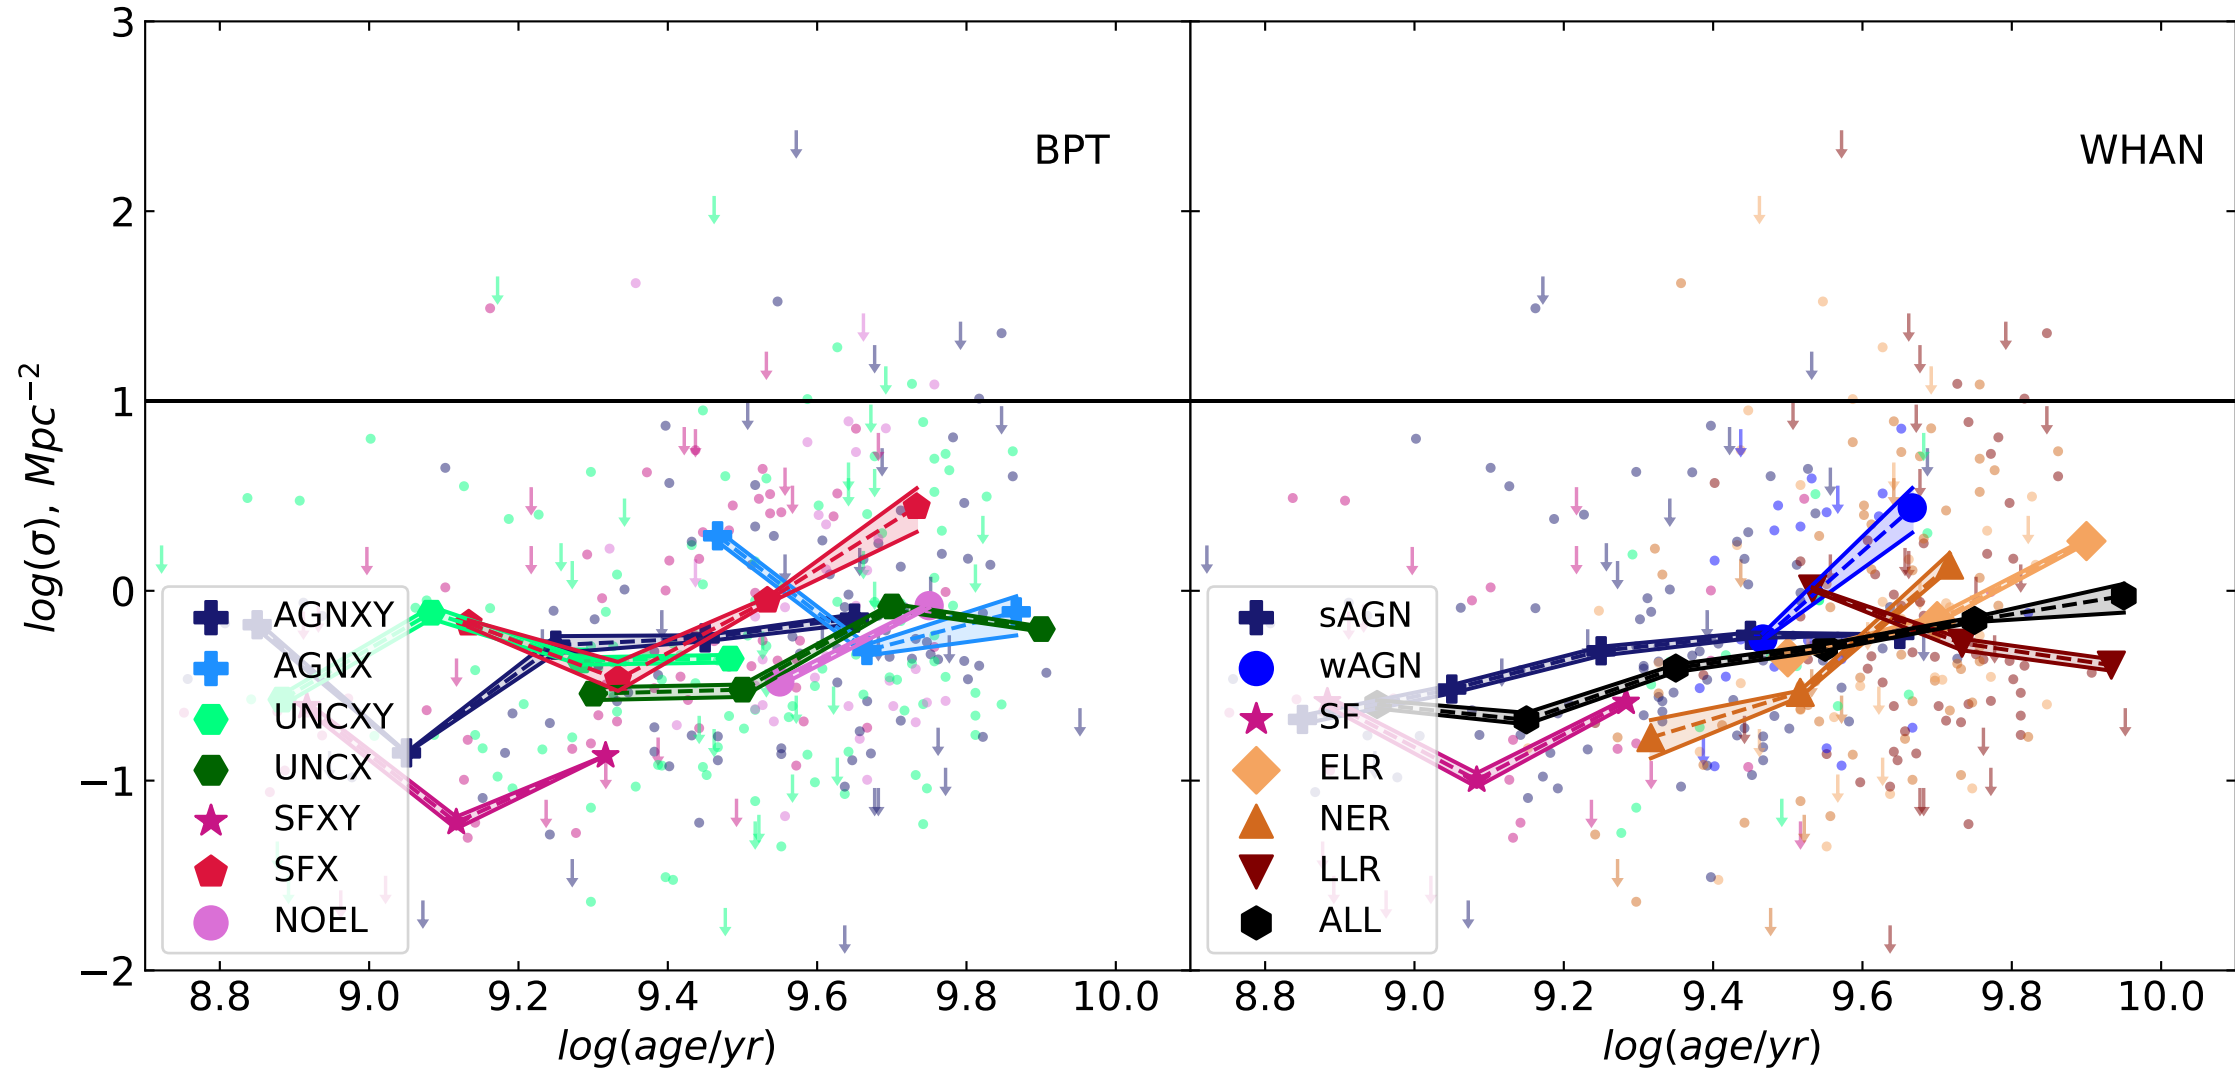 3
2
1
0
−1
−2
log(σ), Mpc⁻²
BPT
AGNXY
AGNX
UNCXY
UNCX
SFXY
SFX
NOEL
8.8 9.0 9.2 9.4 9.6 9.8 10.0
log(age/yr)
WHAN
sAGN
wAGN
SF
ELR
NER
LLR
ALL
8.8 9.0 9.2 9.4 9.6 9.8 10.0
log(age/yr)